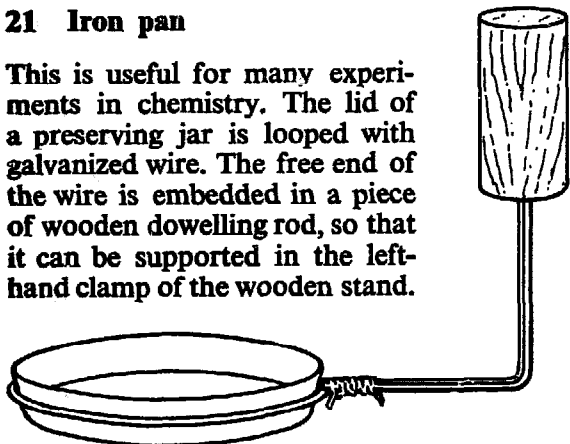 21 Iron pan
This is useful for many experi-
ments in chemistry. The lid of
a preserving jar is looped with
galvanized wire. The free end of
the wire is embedded in a piece
of wooden dowelling rod, so that
it can be supported in the left-
hand clamp of the wooden stand.